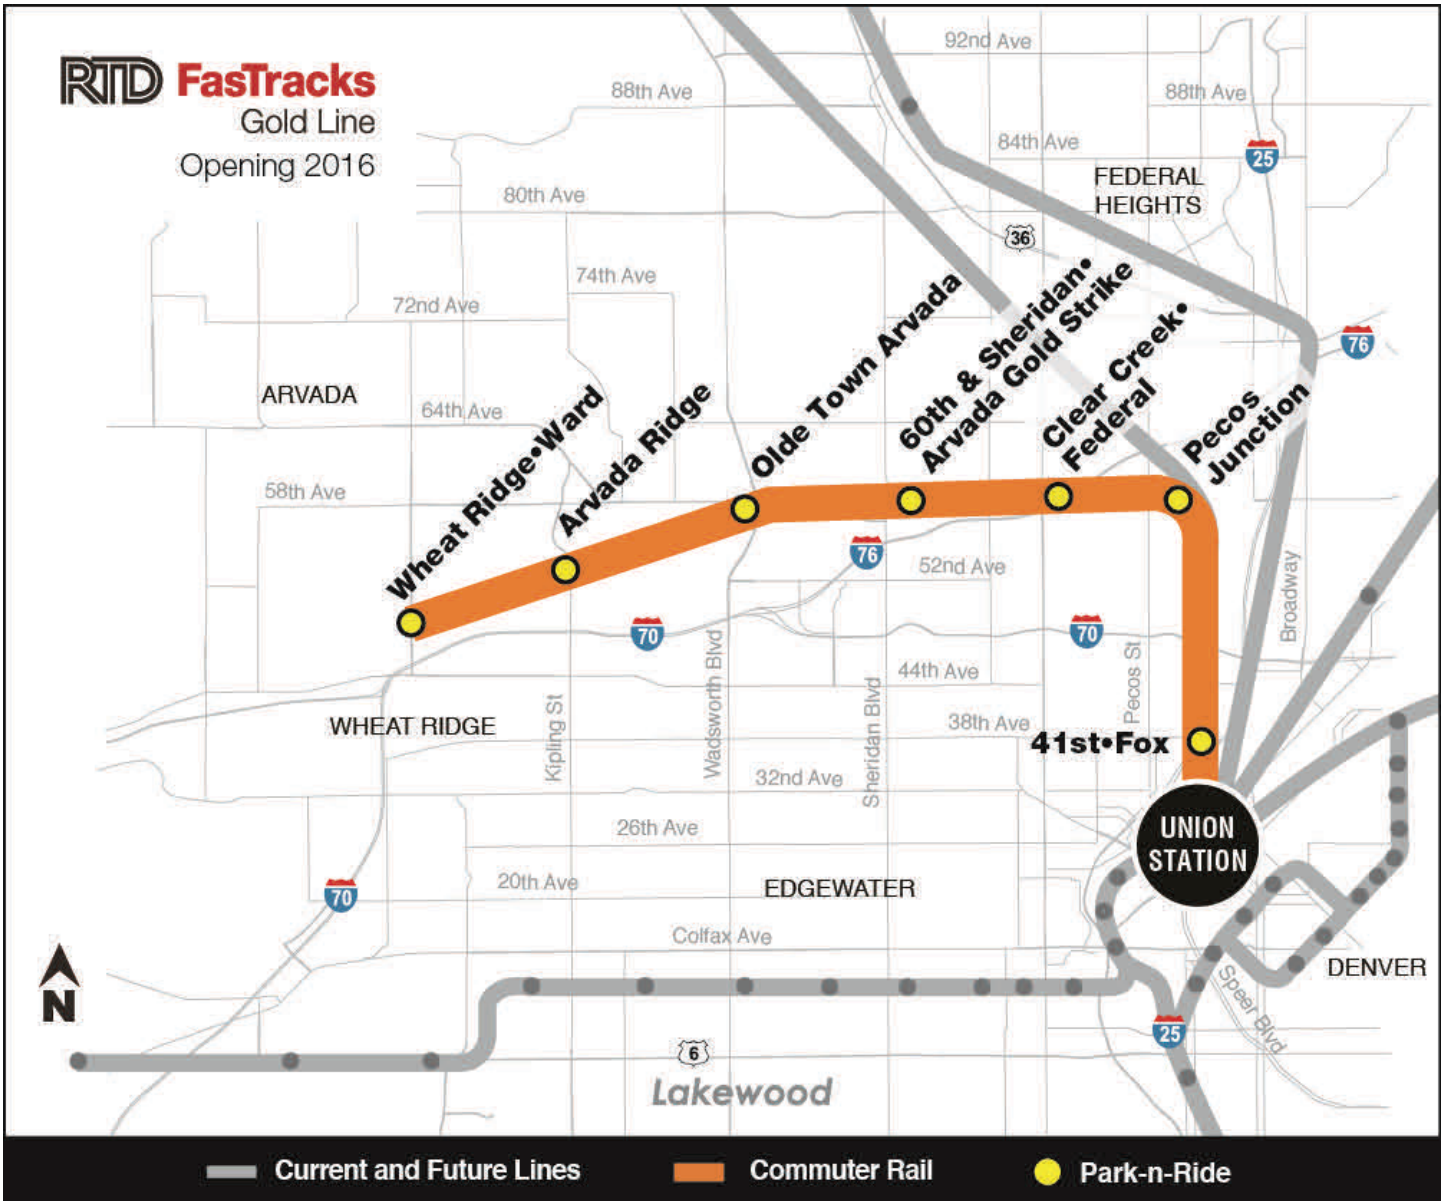 RTD FasTracks
Gold Line
Opening 2016
92nd Ave
88th Ave
88th Ave
84th Ave
25
FEDERAL
HEIGHTS
80th Ave
36
74th Ave
72nd Ave
76
ARVADA
64th Ave
58th Ave
Wheat Ridge•Ward
Arvada Ridge
Olde Town Arvada
60th & Sheridan•
Arvada Gold Strike
Clear Creek•
Federal
Pecos
Junction
76
52nd Ave
70
70
Broadway
44th Ave
WHEAT RIDGE
Kipling St
Wadsworth Blvd
Sheridan Blvd
Pecos St
38th Ave
41st•Fox
32nd Ave
26th Ave
UNION
STATION
20th Ave
EDGEWATER
70
Colfax Ave
DENVER
N
Speer Blvd
25
6
Lakewood
Current and Future Lines
Commuter Rail
Park-n-Ride